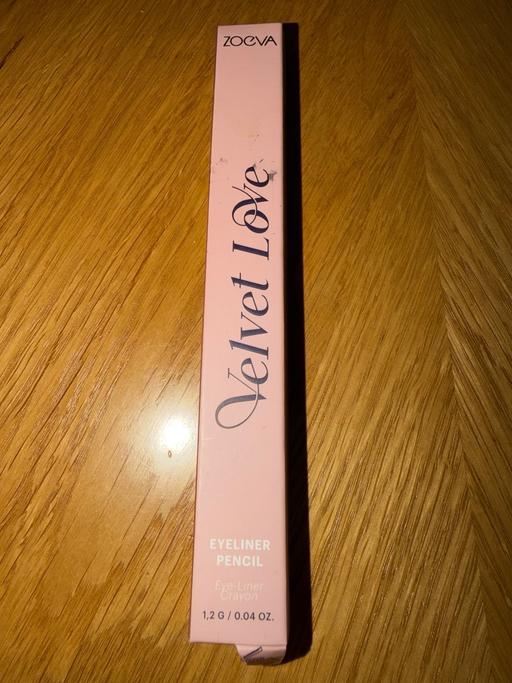 ZOEVA
Velvet Love
EYELINER
PENCIL
Eye-Liner
Crayon
1,2 G / 0.04 OZ.